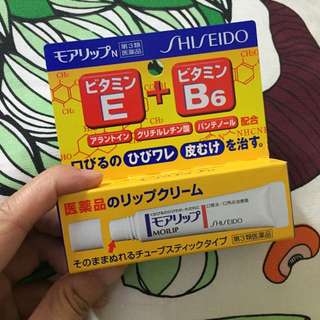 モアリップN 第3類医薬品 SHISEIDO
ビタミンE + ビタミンB6
アラントイン グリチルレチン酸 パンテノール 配合
口びるの ひびワレ 皮むけ を治す。
医薬品のリップクリーム
モアリップ
MOILIP
SHISEIDO
そのままぬれるチューブスティックタイプ 第3類医薬品